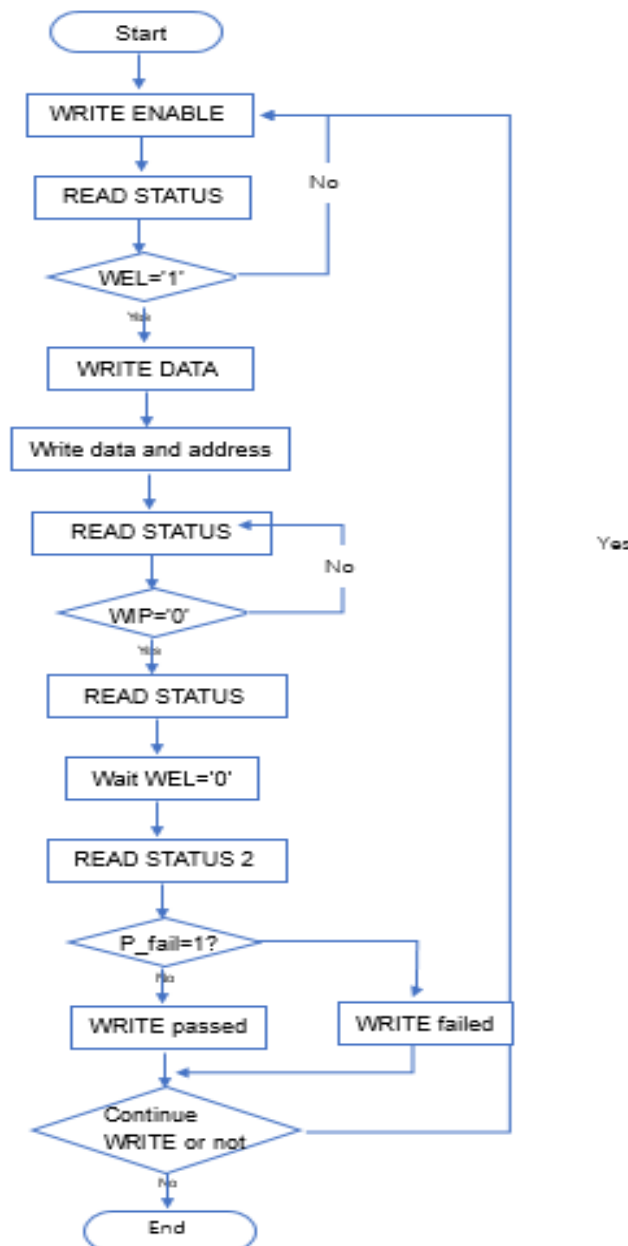 Start
WRITE ENABLE
No
READ STATUS
WEL='1'
Yes
WRITE DATA
Write data and address
READ STATUS
Yes
No
WIP='0'
Yes
READ STATUS
Wait WEL='0'
READ STATUS 2
P_fail=1?
No
WRITE passed
WRITE failed
Continue
WRITE or not
No
End